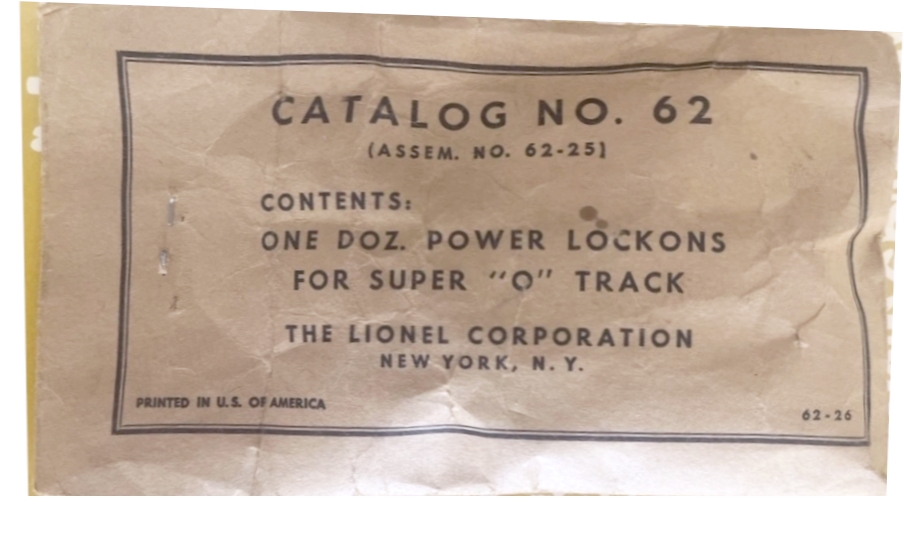 CATALOG NO. 62
(ASSEM. NO. 62-25)
CONTENTS:
ONE DOZ. POWER LOCKONS
FOR SUPER "O" TRACK
THE LIONEL CORPORATION
NEW YORK, N. Y.
PRINTED IN U.S. OF AMERICA
62-26